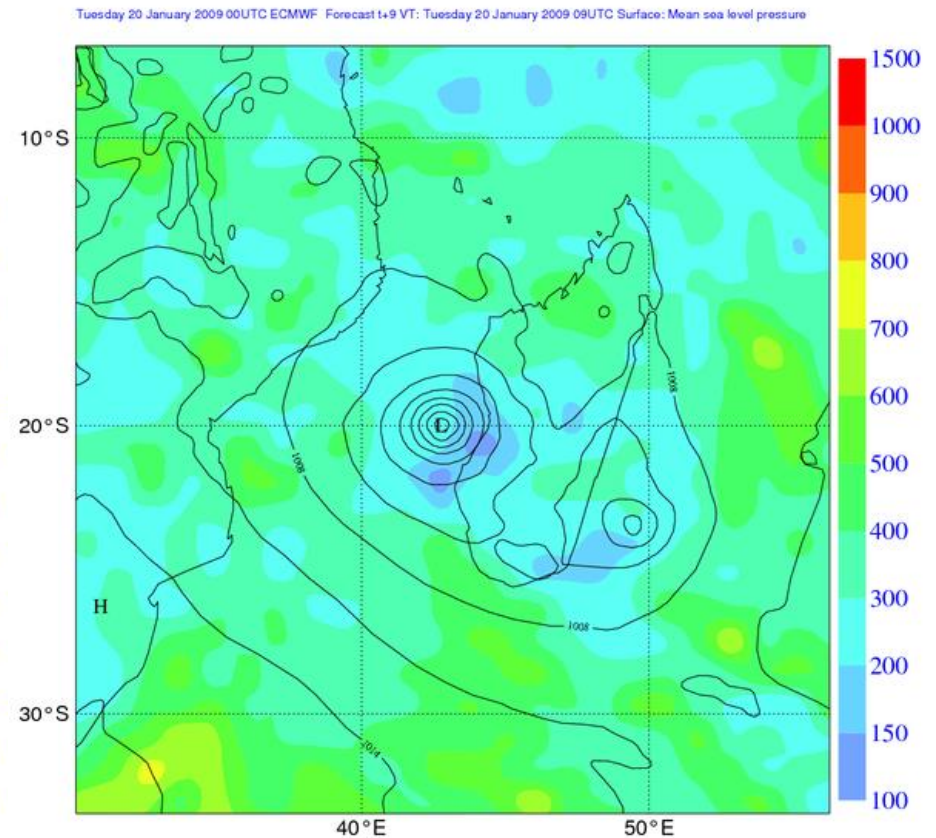 Tuesday 20 January 2009 00UTC ECMWF Forecast t+9 VT: Tuesday 20 January 2009 09UTC Surface: Mean sea level pressure
1500
10°S
1000
900
800
700
1008
600
20°S
L
1008
500
400
H
300
1008
200
30°S
1014
150
100
40°E
50°E